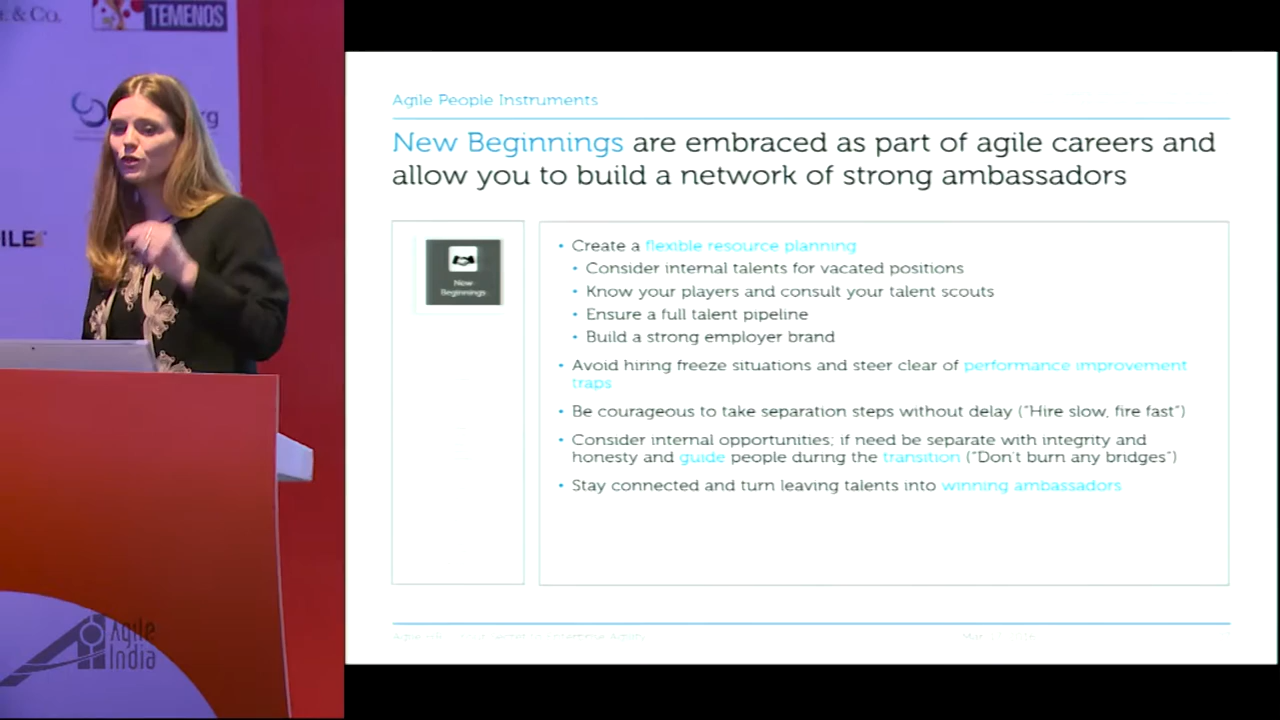 & CO.
TEMENOS
rg
ILE
Agile
India
Agile People Instruments
New Beginnings are embraced as part of agile careers and
allow you to build a network of strong ambassadors
New
Beginnings
• Create a flexible resource planning
• Consider internal talents for vacated positions
• Know your players and consult your talent scouts
• Ensure a full talent pipeline
• Build a strong employer brand
• Avoid hiring freeze situations and steer clear of performance improvement
traps
• Be courageous to take separation steps without delay ("Hire slow, fire fast")
• Consider internal opportunities; if need be separate with integrity and
honesty and guide people during the transition ("Don't burn any bridges")
• Stay connected and turn leaving talents into winning ambassadors